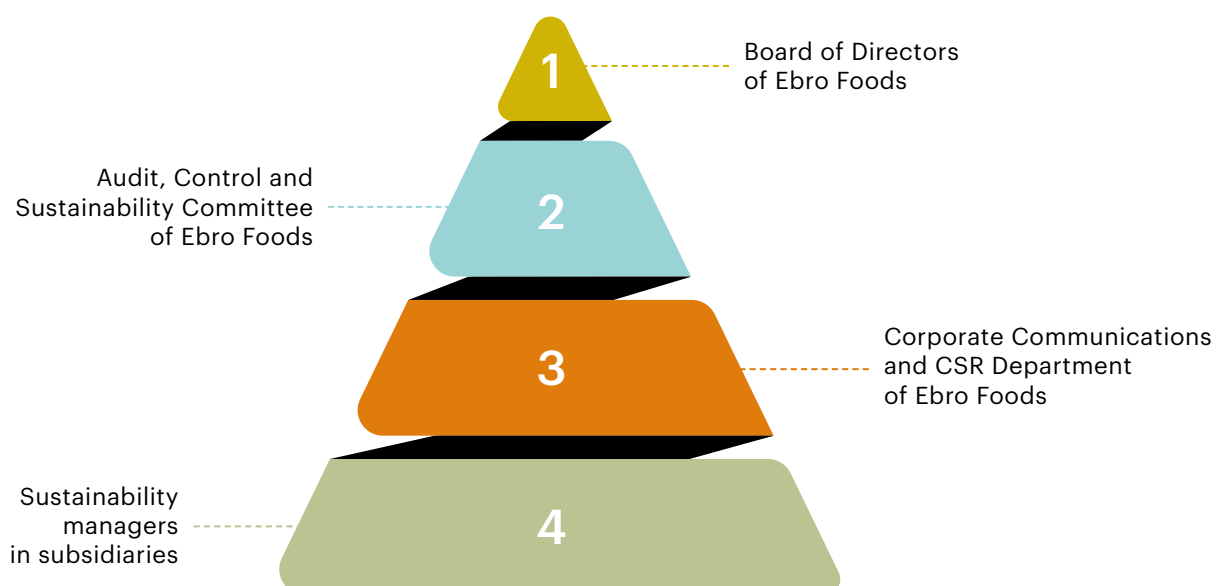 1
Board of Directors
of Ebro Foods
Audit, Control and
Sustainability Committee
of Ebro Foods
2
3
Corporate Communications
and CSR Department
of Ebro Foods
Sustainability
managers
in subsidiaries
4